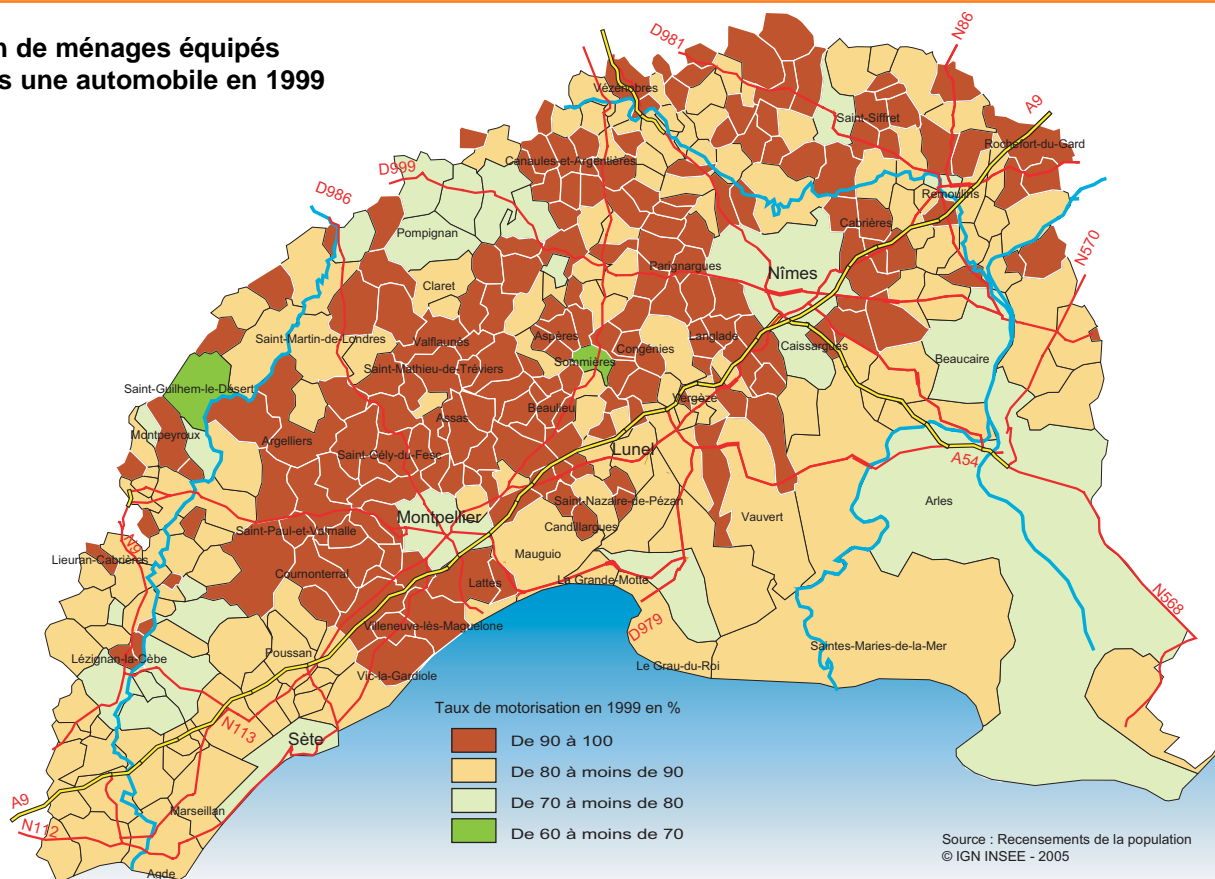 n de ménages équipés
s une automobile en 1999
D981
N86
A9
Vézenobres
Saint-Siffret
Rochefort-du-Gard
Canaules-et-Argentières
D999
D986
Remoulins
Cabrières
Pompignan
N570
Parignargues
Nîmes
Claret
Saint-Martin-de-Londres
Valflaunés
Aspères
Langlade
Congénies
Caissargues
Beaucaire
Sommières
Saint-Mathieu-de-Tréviers
Saint-Guilhem-le-Désert
Vergèze
Beaulieu
Assas
Montpeyroux
Argelliers
Lunel
Saint-Gély-du-Fesc
A54
Saint-Nazaire-de-Pézan
Arles
Montpellier
Vauvert
Candillargues
Saint-Paul-et-Valmalle
N9
Mauguio
Lieuran-Cabrières
Cournonterral
Lattes
La Grande-Motte
N568
Villeneuve-lès-Maguelone
D979
Saintes-Maries-de-la-Mer
Poussan
Lézignan-la-Cèbe
Le Grau-du-Roi
Vic-la-Gardiole
Taux de motorisation en 1999 en %
N113
Sète
De 90 à 100
De 80 à moins de 90
A9
De 70 à moins de 80
Marseillan
N112
De 60 à moins de 70
Source : Recensements de la population
© IGN INSEE - 2005
Agde